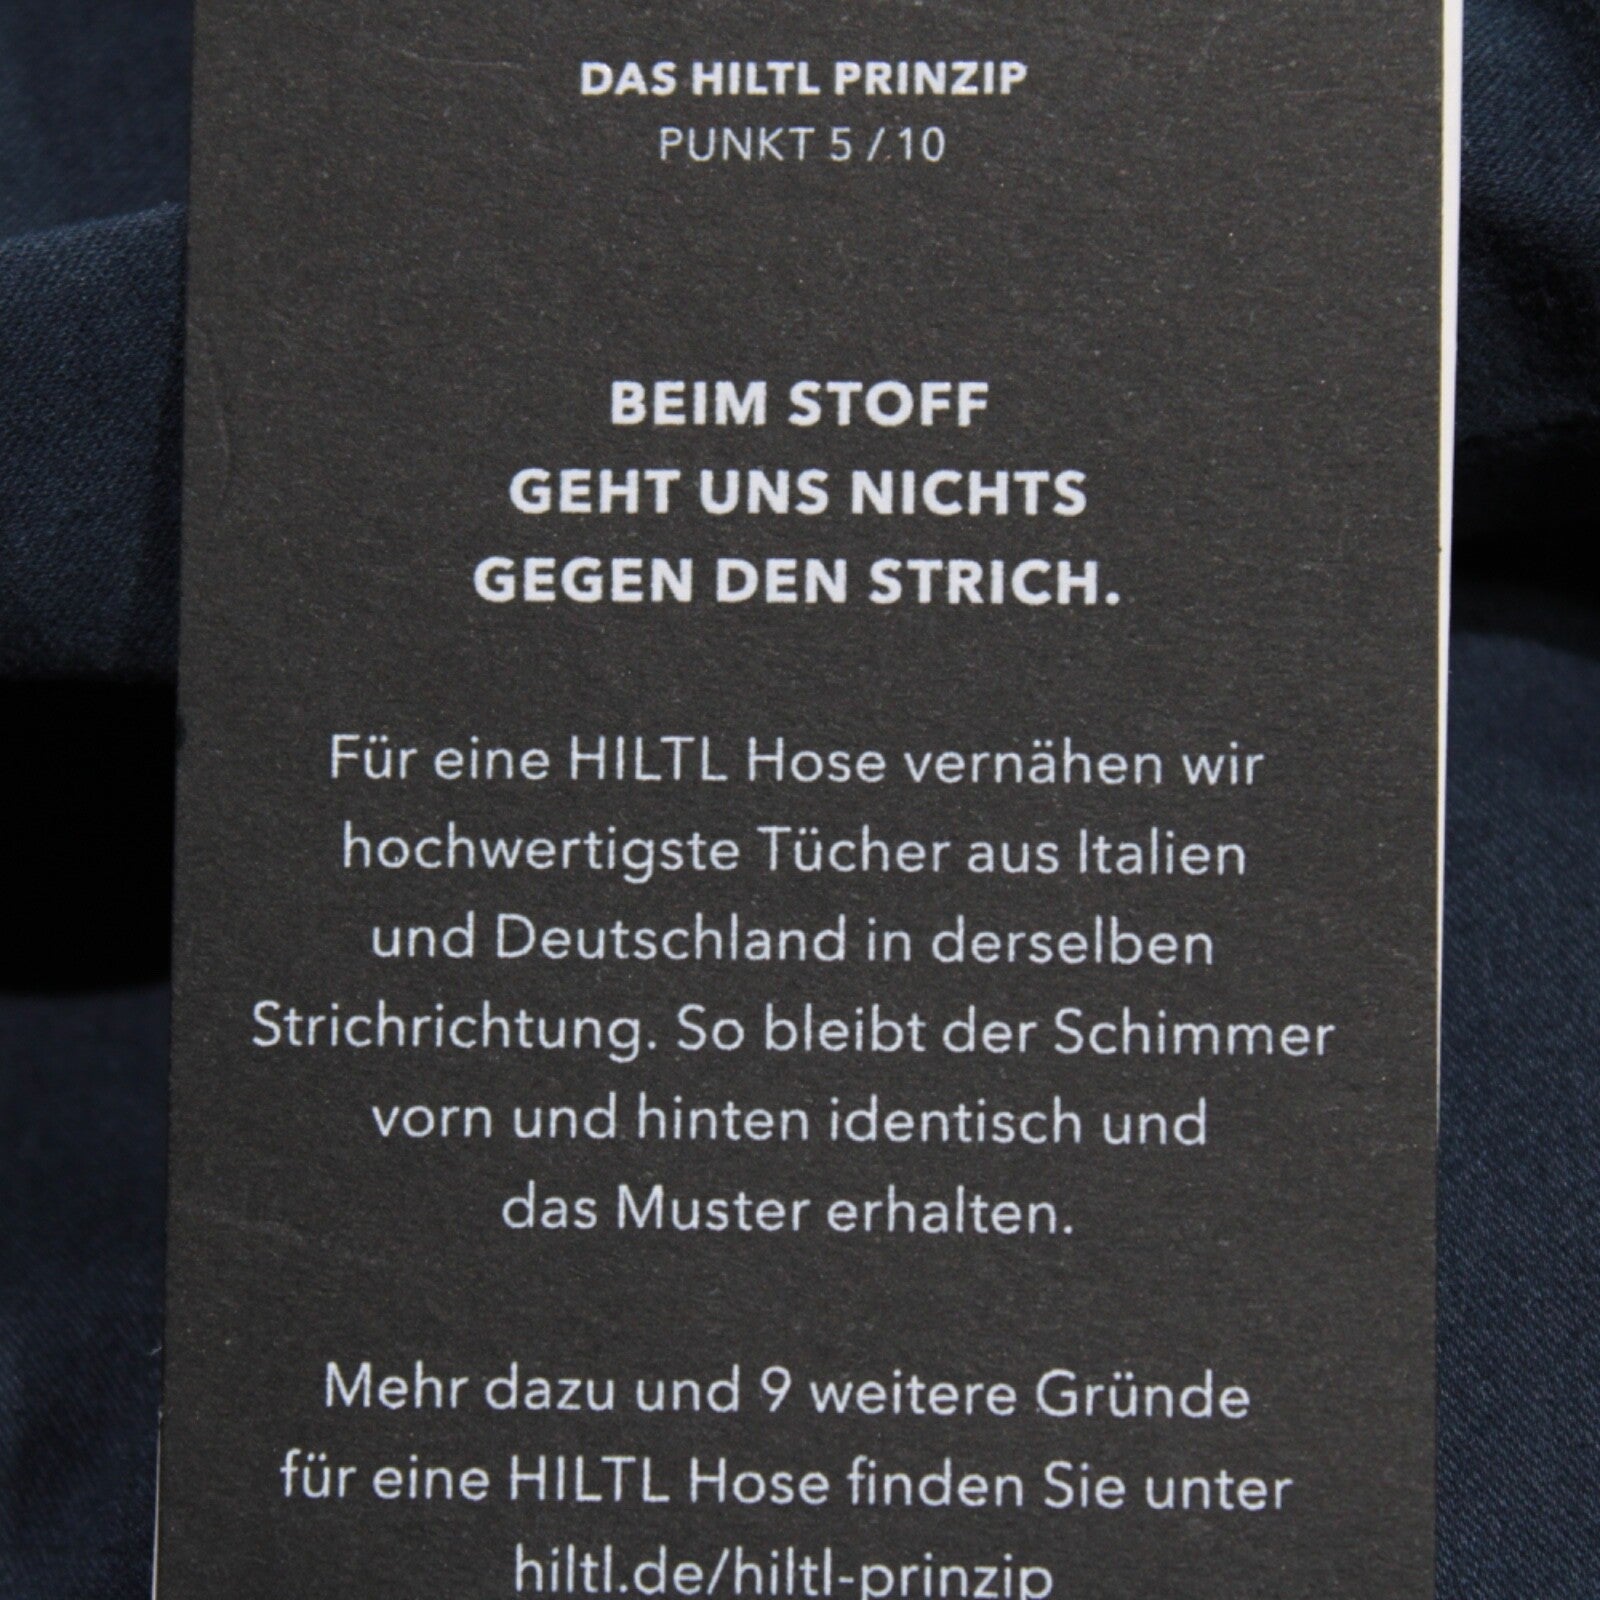 DAS HILTL PRINZIP
PUNKT 5 / 10
BEIM STOFF
GEHT UNS NICHTS
GEGEN DEN STRICH.
Für eine HILTL Hose vernähen wir
hochwertigste Tücher aus Italien
und Deutschland in derselben
Strichrichtung. So bleibt der Schimmer
vorn und hinten identisch und
das Muster erhalten.
Mehr dazu und 9 weitere Gründe
für eine HILTL Hose finden Sie unter
hiltl.de/hiltl-prinzip